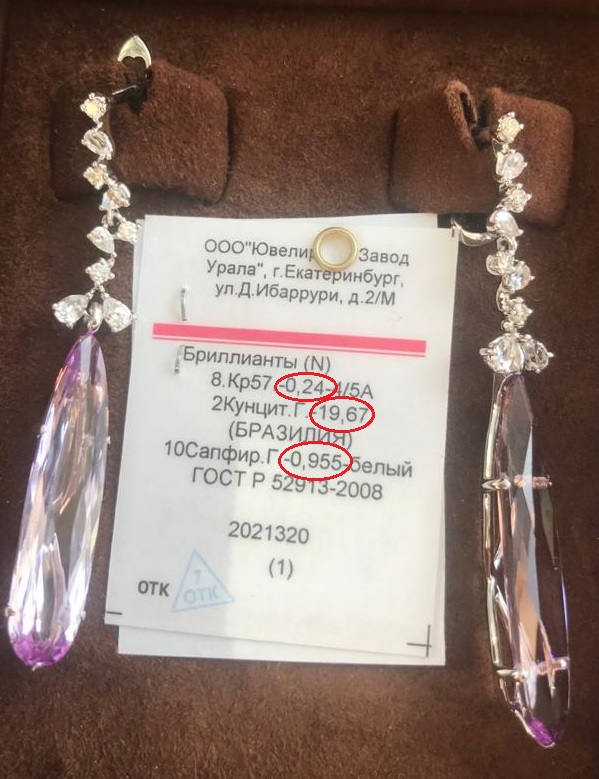 ООО"Ювелир Завод
Урала", г.Екатеринбург,
ул.Д.Ибаррури, д.2/М
Бриллианты (N)
8.Кр57.-0,24-4/5А
2Кунцит.Г.-19,67
(БРАЗИЛИЯ)
10Сапфир.Г.-0,955-белый
ГОСТ Р 52913-2008
2021320
(1)
ОТК
1
ОТК